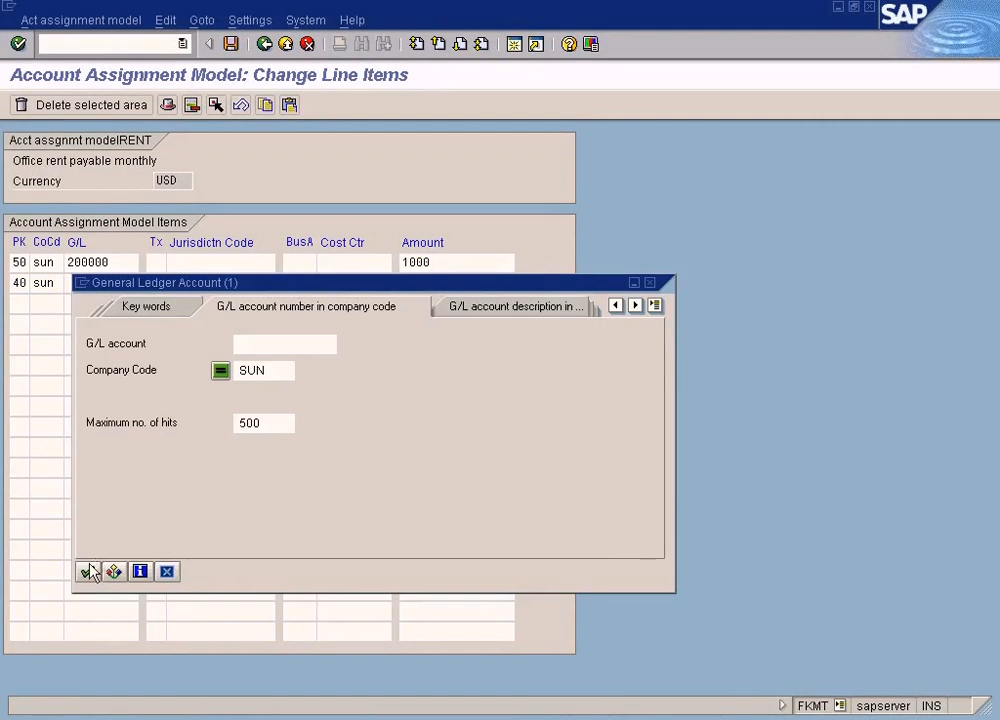 Act assignment model Edit Goto Settings System Help
SAP
Account Assignment Model: Change Line Items
Delete selected area
Acct assgnmt modelRENT
Office rent payable monthly
Currency USD
Account Assignment Model Items
PK CoCd G/L Tx Jurisdictn Code BusA Cost Ctr Amount
50 sun 200000 1000
40 sun
General Ledger Account (1)
Key words G/L account number in company code G/L account description in ...
G/L account
Company Code SUN
Maximum no. of hits 500
FKMT sapserver INS